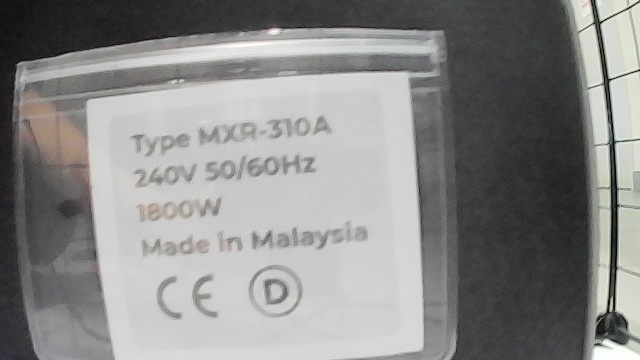 Type MXR-310A
240V 50/60Hz
1800W
Made in Malaysia
CE D